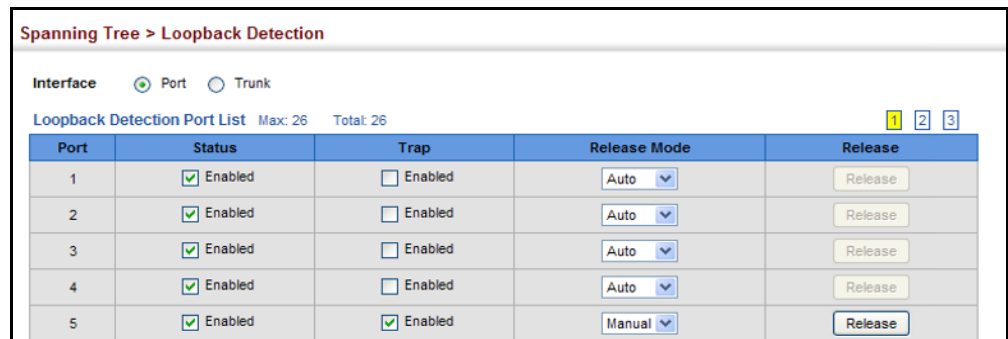 Spanning Tree > Loopback Detection
Interface Port Trunk
Loopback Detection Port List Max: 26 Total: 26 1 2 3
Port Status Trap Release Mode Release
1 Enabled Enabled Auto Release
2 Enabled Enabled Auto Release
3 Enabled Enabled Auto Release
4 Enabled Enabled Auto Release
5 Enabled Enabled Manual Release